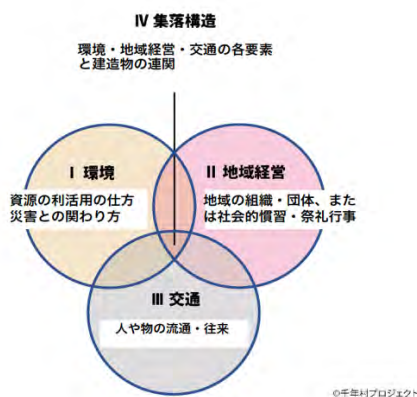 Ⅳ 集落構造
環境・地域経営・交通の各要素
と建造物の連関
Ⅰ 環境
資源の利活用の仕方
災害との関わり方
Ⅱ 地域経営
地域の組織・団体、また
は社会的慣習・祭礼行事
Ⅲ 交通
人や物の流通・往来
©千年村プロジェクト